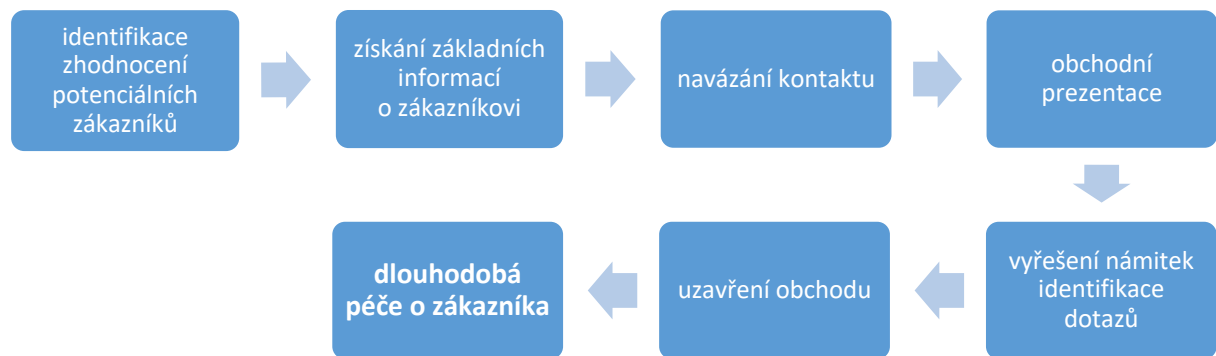 identifikace
zhodnocení
potenciálních
zákazníků
získání základních
informací
o zákazníkovi
navázání kontaktu
obchodní
prezentace
vyřešení námitek
identifikace
dotazů
uzavření obchodu
dlouhodobá
péče o zákazníka